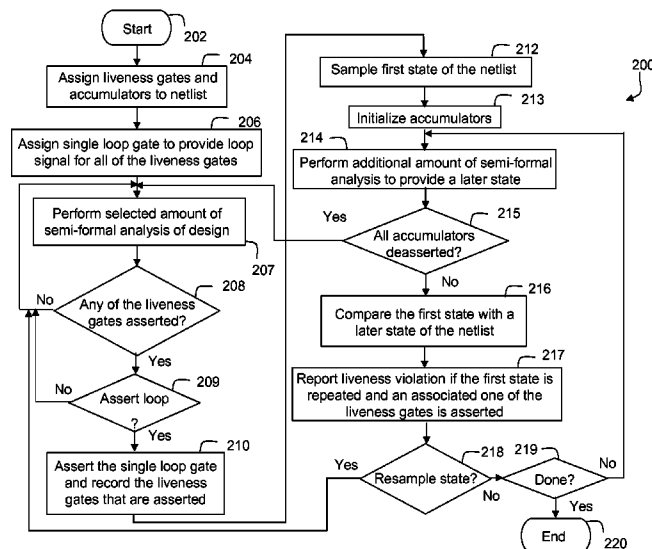 Start
202
204
Assign liveness gates and
accumulators to netlist
206
Assign single loop gate to provide loop
signal for all of the liveness gates
Perform selected amount of
semi-formal analysis of design
207
208
Any of the liveness
gates asserted?
No
Yes
209
Assert loop
?
No
Yes
210
Assert the single loop gate
and record the liveness
gates that are asserted
212
Sample first state of the netlist
213
Initialize accumulators
214
Perform additional amount of semi-formal
analysis to provide a later state
215
All accumulators
deasserted?
Yes
No
216
Compare the first state with a
later state of the netlist
217
Report liveness violation if the first state is
repeated and an associated one of
the liveness gates is asserted
218
Resample state?
Yes
No
219
Done?
No
Yes
End
220
200